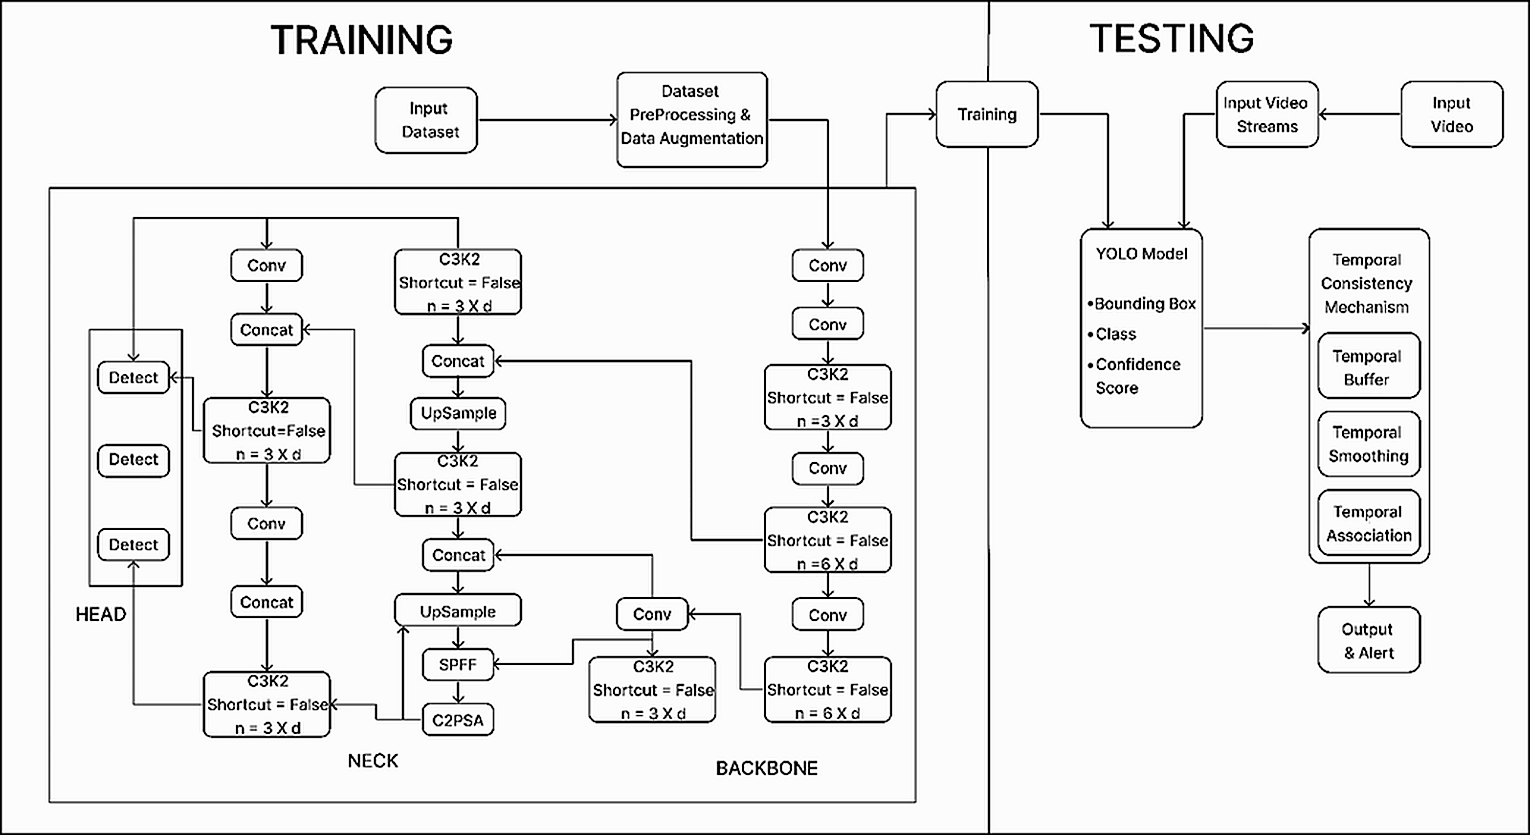 TRAINING
TESTING
Input
Dataset
Dataset
PreProcessing &
Data Augmentation
Training
Input Video
Streams
Input
Video
Conv
Concat
C3K2
Shortcut=False
n = 3 X d
Conv
Concat
C3K2
Shortcut = False
n = 3 X d
Detect
Detect
Detect
HEAD
C3K2
Shortcut = False
n = 3 X d
Concat
UpSample
C3K2
Shortcut = False
n = 3 X d
Concat
UpSample
SPFF
C2PSA
NECK
Conv
C3K2
Shortcut = False
n = 3 X d
Conv
Conv
C3K2
Shortcut = False
n =3 X d
Conv
C3K2
Shortcut = False
n =6 X d
Conv
C3K2
Shortcut = False
n = 6 X d
BACKBONE
YOLO Model
•Bounding Box
•Class
•Confidence
Score
Temporal
Consistency
Mechanism
Temporal
Buffer
Temporal
Smoothing
Temporal
Association
Output
& Alert